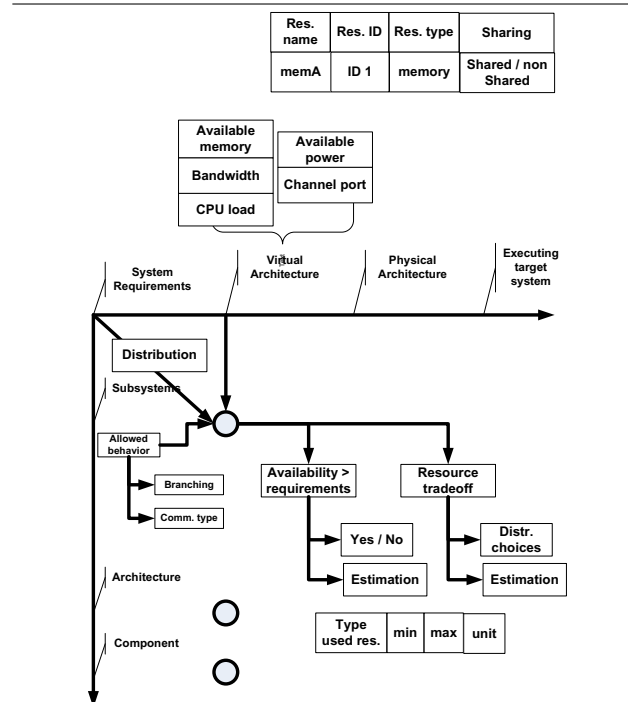 Res. name
Res. ID
Res. type
Sharing
memA
ID 1
memory
Shared / non Shared
Available memory
Bandwidth
CPU load
Available power
Channel port
System Requirements
Virtual Architecture
Physical Architecture
Executing target system
Distribution
Subsystems
Allowed behavior
Branching
Comm. type
Availability > requirements
Resource tradeoff
Yes / No
Estimation
Distr. choices
Estimation
Architecture
Component
Type used res.
min
max
unit